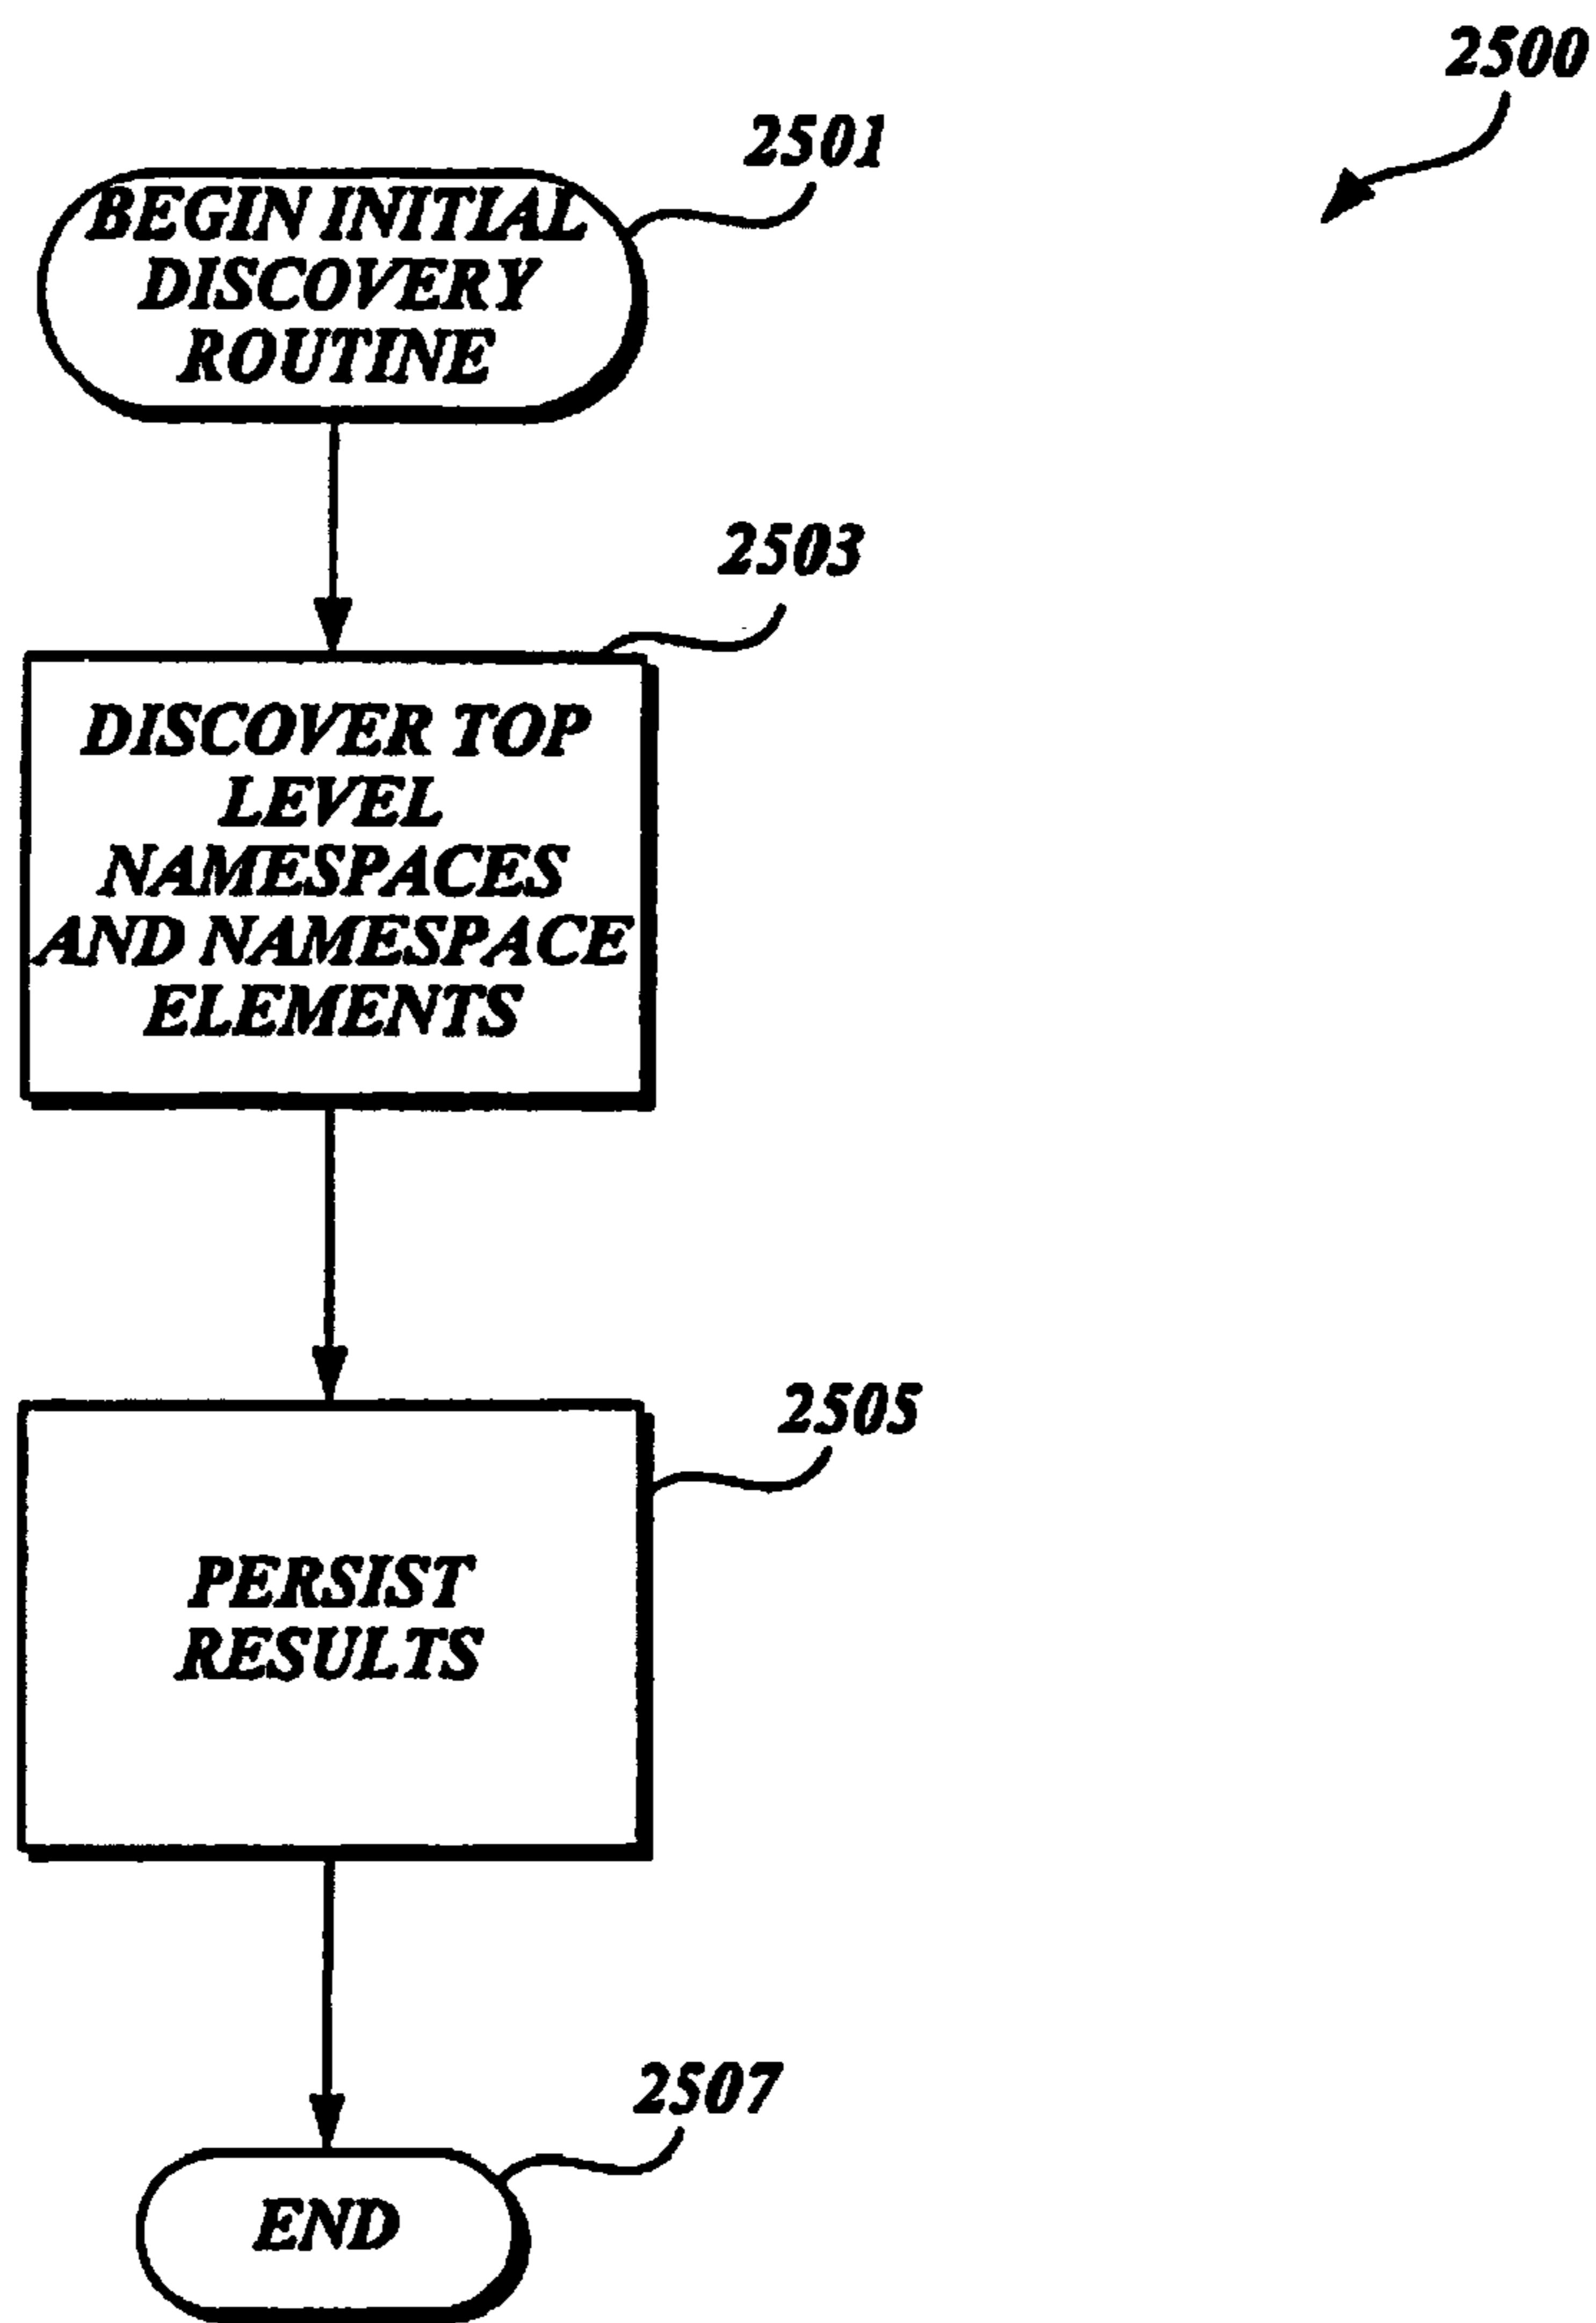 2500
2501
BEGIN INITIAL
DISCOVERY
ROUTINE
2503
DISCOVER TOP
LEVEL
NAMESPACES
AND NAMESPACE
ELEMENTS
2505
PERSIST
RESULTS
2507
END